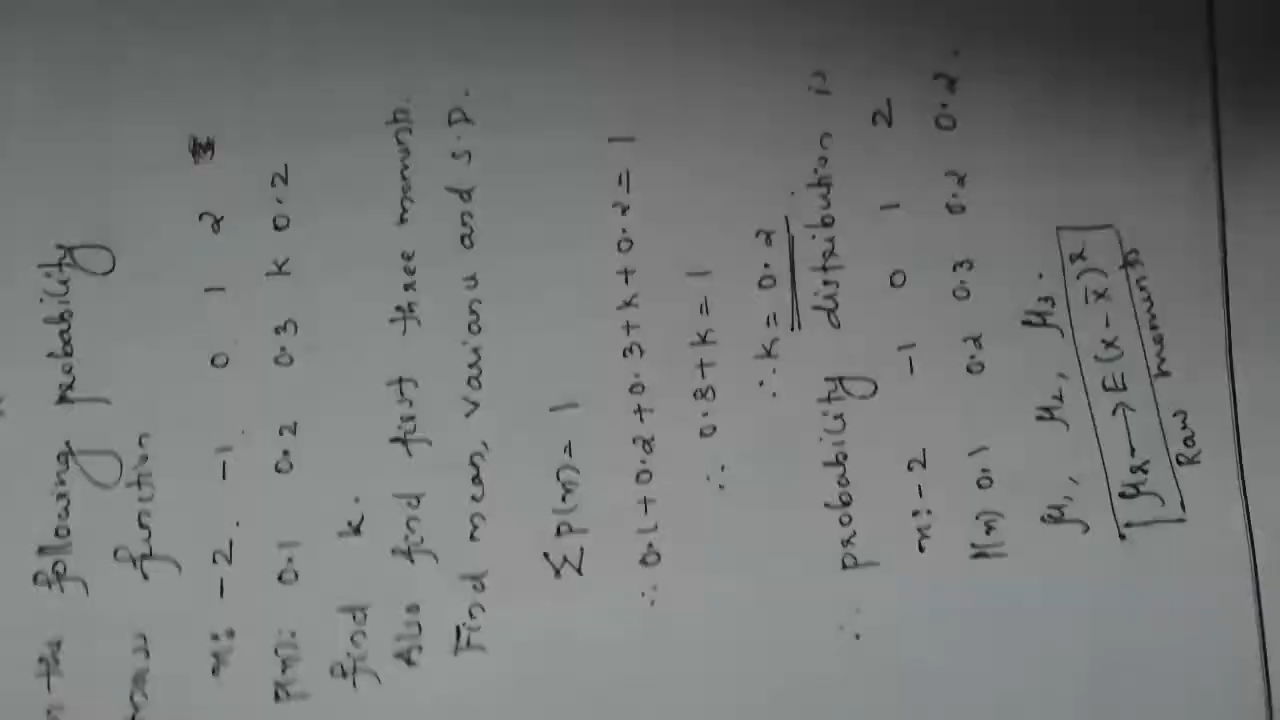 the following probability
mass function
x: -2. -1. 0 1 2
P(x): 0.1 0.2 0.3 K 0.2
find k.
Also find first three moments.
Find mean, variance and S.D.
∑ p(x) = 1
∴ 0.1 + 0.2 + 0.3 + k + 0.2 = 1
∴ 0.8 + k = 1
∴ k = 0.2
∴ probability distribution is
x: -2 -1 0 1 2
P(x) 0.1 0.2 0.3 0.2 0.2.
μ1, μ2, μ3.
[μr → E(x - x̄)^r]
Raw moments